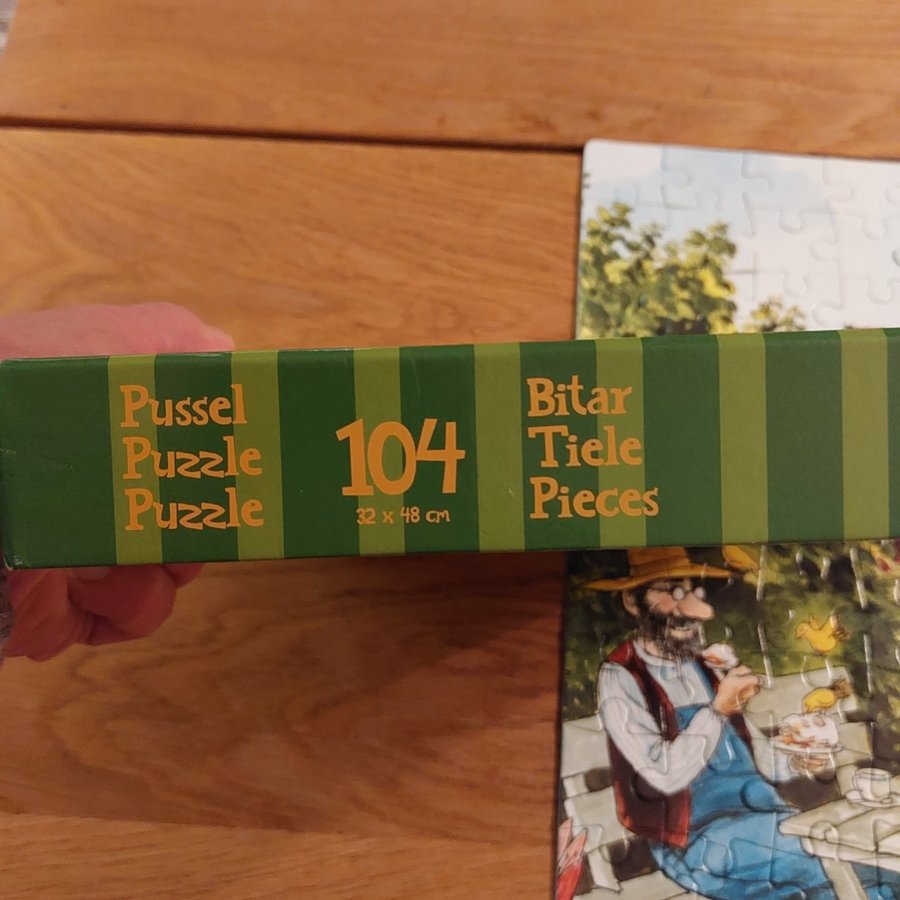 Pussel
Puzzle
Puzzle
104
32 x 48 cm
Bitar
Tiele
Pieces